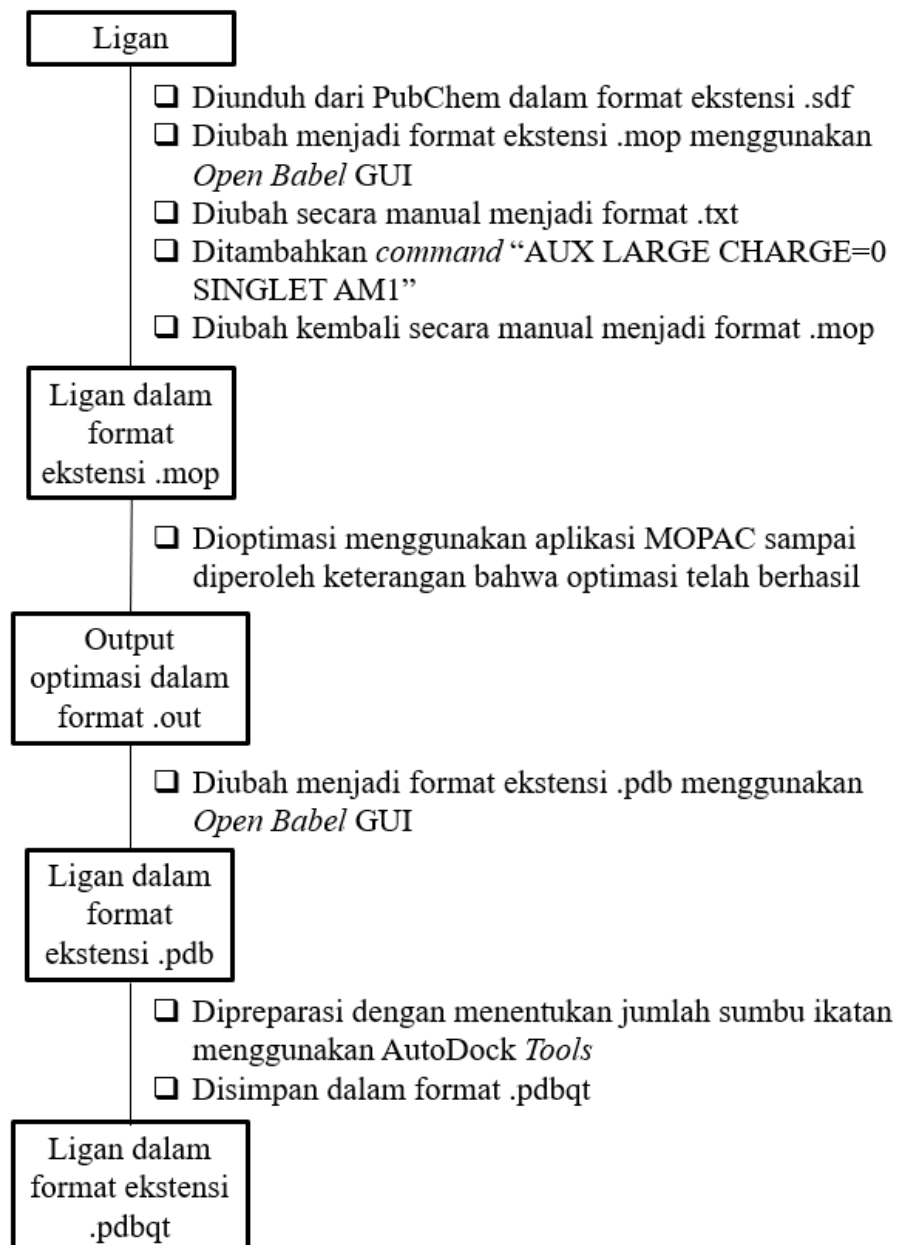 Ligan
❑ Diunduh dari PubChem dalam format ekstensi .sdf
❑ Diubah menjadi format ekstensi .mop menggunakan
Open Babel GUI
❑ Diubah secara manual menjadi format .txt
❑ Ditambahkan command “AUX LARGE CHARGE=0
SINGLET AM1”
❑ Diubah kembali secara manual menjadi format .mop
Ligan dalam
format
ekstensi .mop
❑ Dioptimasi menggunakan aplikasi MOPAC sampai
diperoleh keterangan bahwa optimasi telah berhasil
Output
optimasi dalam
format .out
❑ Diubah menjadi format ekstensi .pdb menggunakan
Open Babel GUI
Ligan dalam
format
ekstensi .pdb
❑ Dipreparasi dengan menentukan jumlah sumbu ikatan
menggunakan AutoDock Tools
❑ Disimpan dalam format .pdbqt
Ligan dalam
format ekstensi
.pdbqt